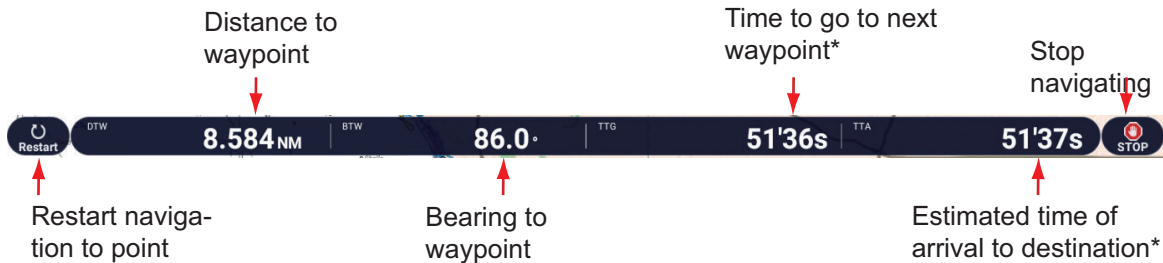 Distance to
waypoint
Time to go to next
waypoint*
Stop
navigating
Restart
DTW
8.584 NM
BTW
86.0°
TTG
51'36s
TTA
51'37s
STOP
Restart naviga-
tion to point
Bearing to
waypoint
Estimated time of
arrival to destination*